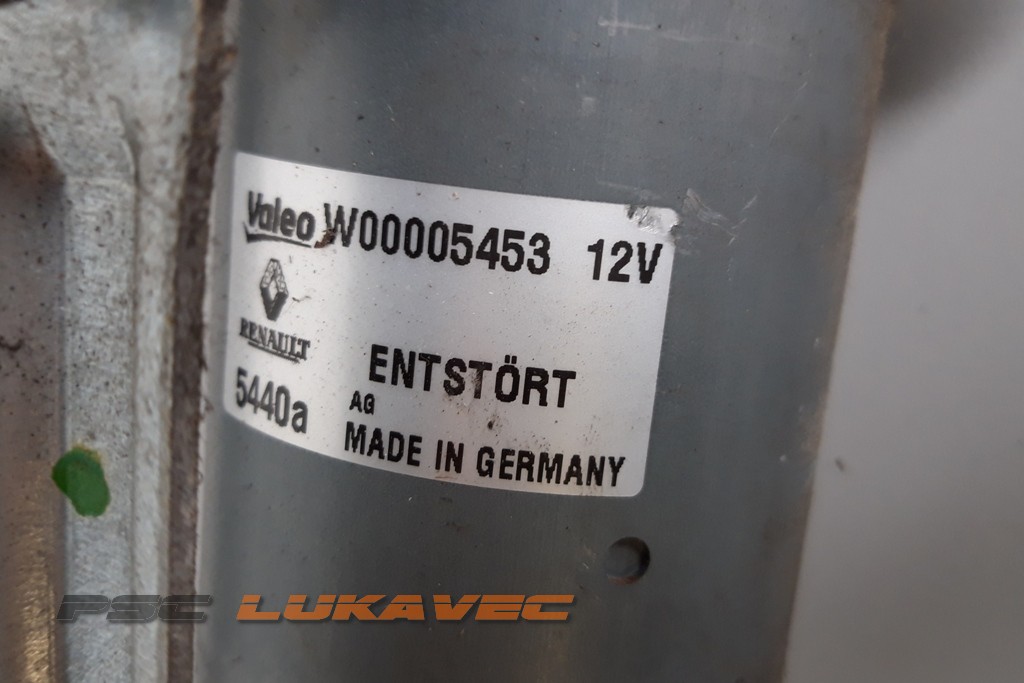 Valeo W00005453 12V
RENAULT
ENTSTÖRT
5440a AG
MADE IN GERMANY
PSC LUKAVEC